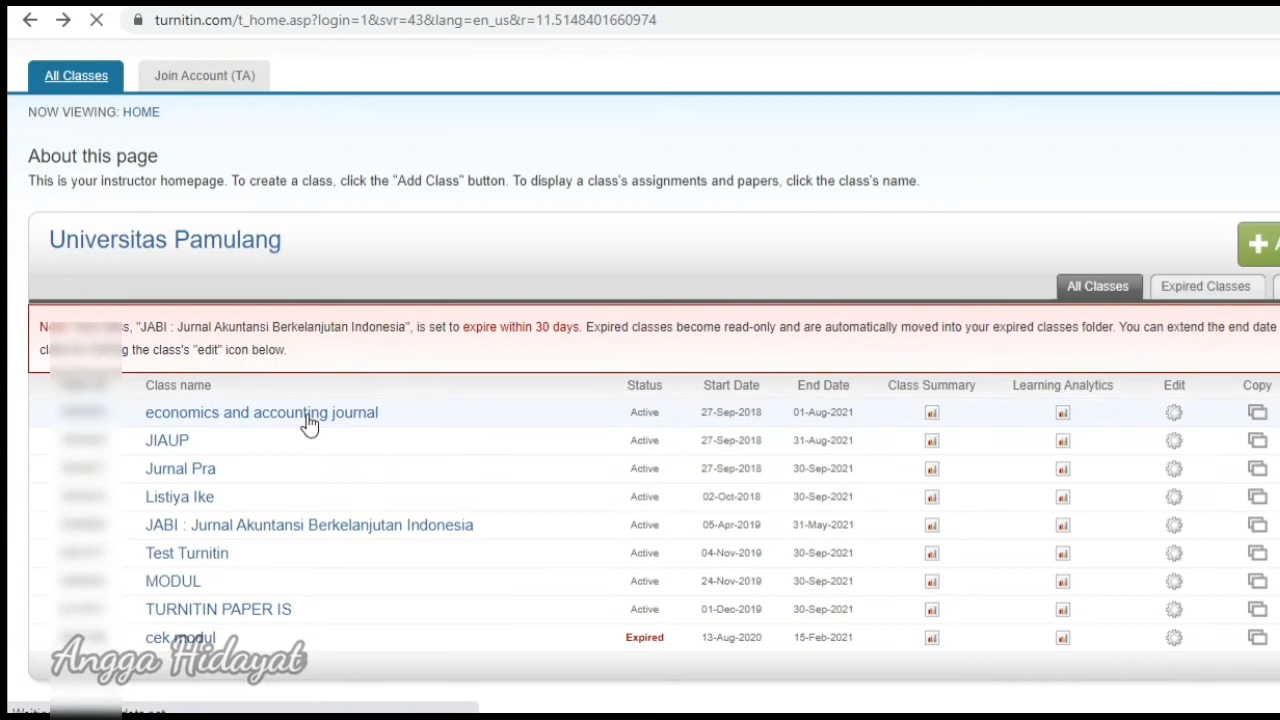 turnitin.com/t_home.asp?login=1&svr=43&lang=en_us&r=11.5148401660974
All Classes Join Account (TA)
NOW VIEWING: HOME
About this page
This is your instructor homepage. To create a class, click the "Add Class" button. To display a class's assignments and papers, click the class's name.
Universitas Pamulang
All Classes Expired Classes
"JABI : Jurnal Akuntansi Berkelanjutan Indonesia", is set to expire within 30 days. Expired classes become read-only and are automatically moved into your expired classes folder. You can extend the end date
the class's "edit" icon below.
Class name Status Start Date End Date Class Summary Learning Analytics Edit Copy
economics and accounting journal Active 27-Sep-2018 01-Aug-2021
JIAUP Active 27-Sep-2018 31-Aug-2021
Jurnal Pra Active 27-Sep-2018 30-Sep-2021
Listiya Ike Active 02-Oct-2018 30-Sep-2021
JABI : Jurnal Akuntansi Berkelanjutan Indonesia Active 05-Apr-2019 31-May-2021
Test Turnitin Active 04-Nov-2019 30-Sep-2021
MODUL Active 24-Nov-2019 30-Sep-2021
TURNITIN PAPER IS Active 01-Dec-2019 30-Sep-2021
cek modul Expired 13-Aug-2020 15-Feb-2021
Angga Hidayat